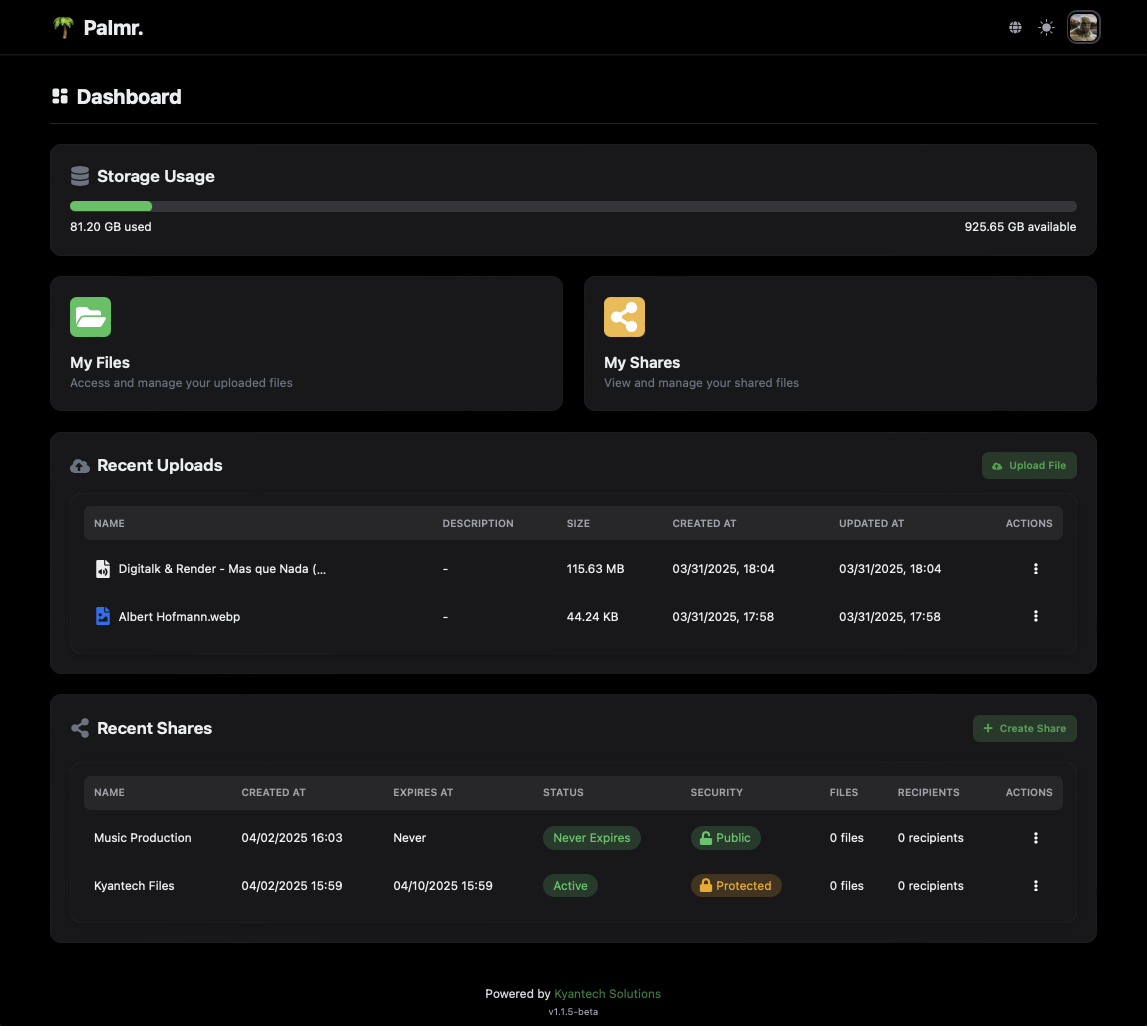 Palmr.
Dashboard
Storage Usage
81.20 GB used 925.65 GB available
My Files
Access and manage your uploaded files
My Shares
View and manage your shared files
Recent Uploads Upload File
NAME DESCRIPTION SIZE CREATED AT UPDATED AT ACTIONS
Digitalk & Render - Mas que Nada (... - 115.63 MB 03/31/2025, 18:04 03/31/2025, 18:04
Albert Hofmann.webp - 44.24 KB 03/31/2025, 17:58 03/31/2025, 17:58
Recent Shares Create Share
NAME CREATED AT EXPIRES AT STATUS SECURITY FILES RECIPIENTS ACTIONS
Music Production 04/02/2025 16:03 Never Never Expires Public 0 files 0 recipients
Kyantech Files 04/02/2025 15:59 04/10/2025 15:59 Active Protected 0 files 0 recipients
Powered by Kyantech Solutions
v1.1.5-beta